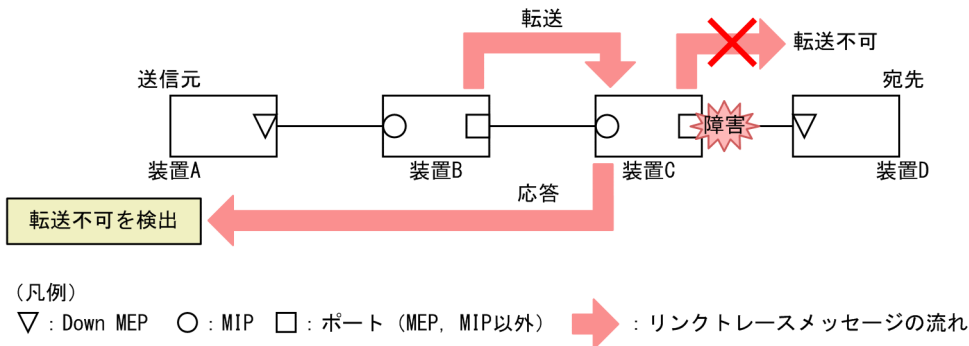 転送
転送不可
送信元
宛先
障害
装置A
装置B
装置C
装置D
応答
転送不可を検出
(凡例)
▽ : Down MEP ○ : MIP □ : ポート (MEP, MIP以外) : リンクトレースメッセージの流れ